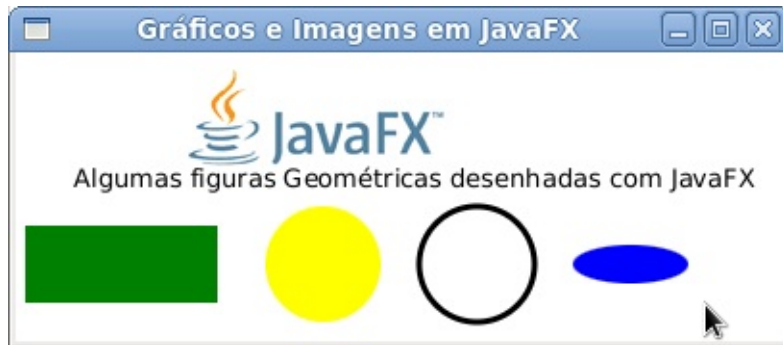 Gráficos e Imagens em JavaFX
JavaFX™
Algumas figuras Geométricas desenhadas com JavaFX